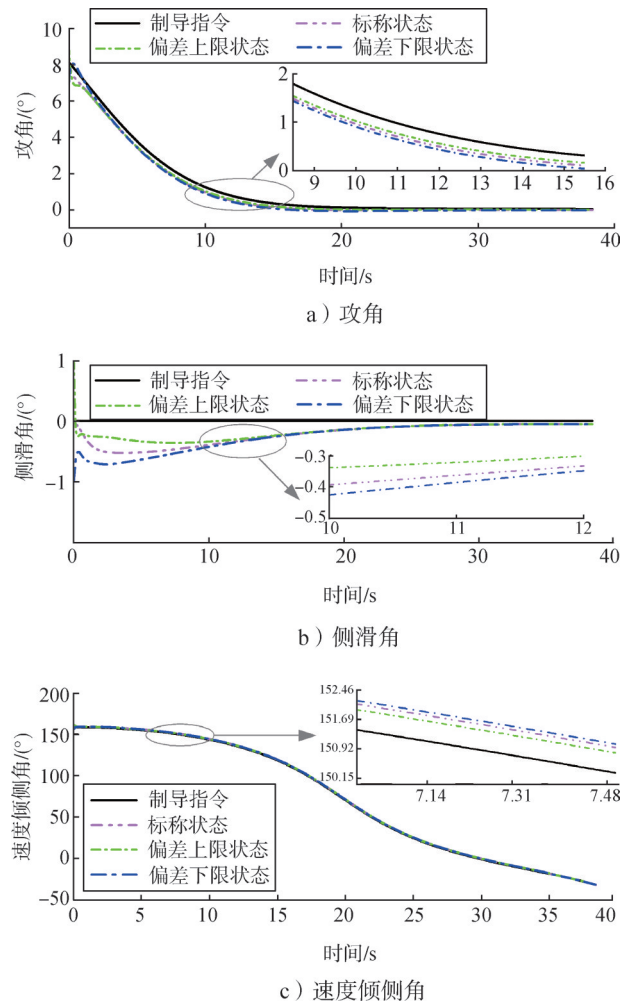 制导指令 标称状态
偏差上限状态 偏差下限状态
10
8
6
4
2
0
攻角/(°)
2
1
0
9 10 11 12 13 14 15 16
0 10 20 30 40
时间/s
a）攻角
制导指令 标称状态
偏差上限状态 偏差下限状态
1
0
−1
侧滑角/(°)
−0.3
−0.4
−0.5
10 11 12
0 10 20 30 40
时间/s
b）侧滑角
200
150
100
50
0
−50
速度倾侧角/(°)
152.46
151.69
150.92
150.15
7.14 7.31 7.48
制导指令
标称状态
偏差上限状态
偏差下限状态
0 5 10 15 20 25 30 35 40
时间/s
c）速度倾侧角